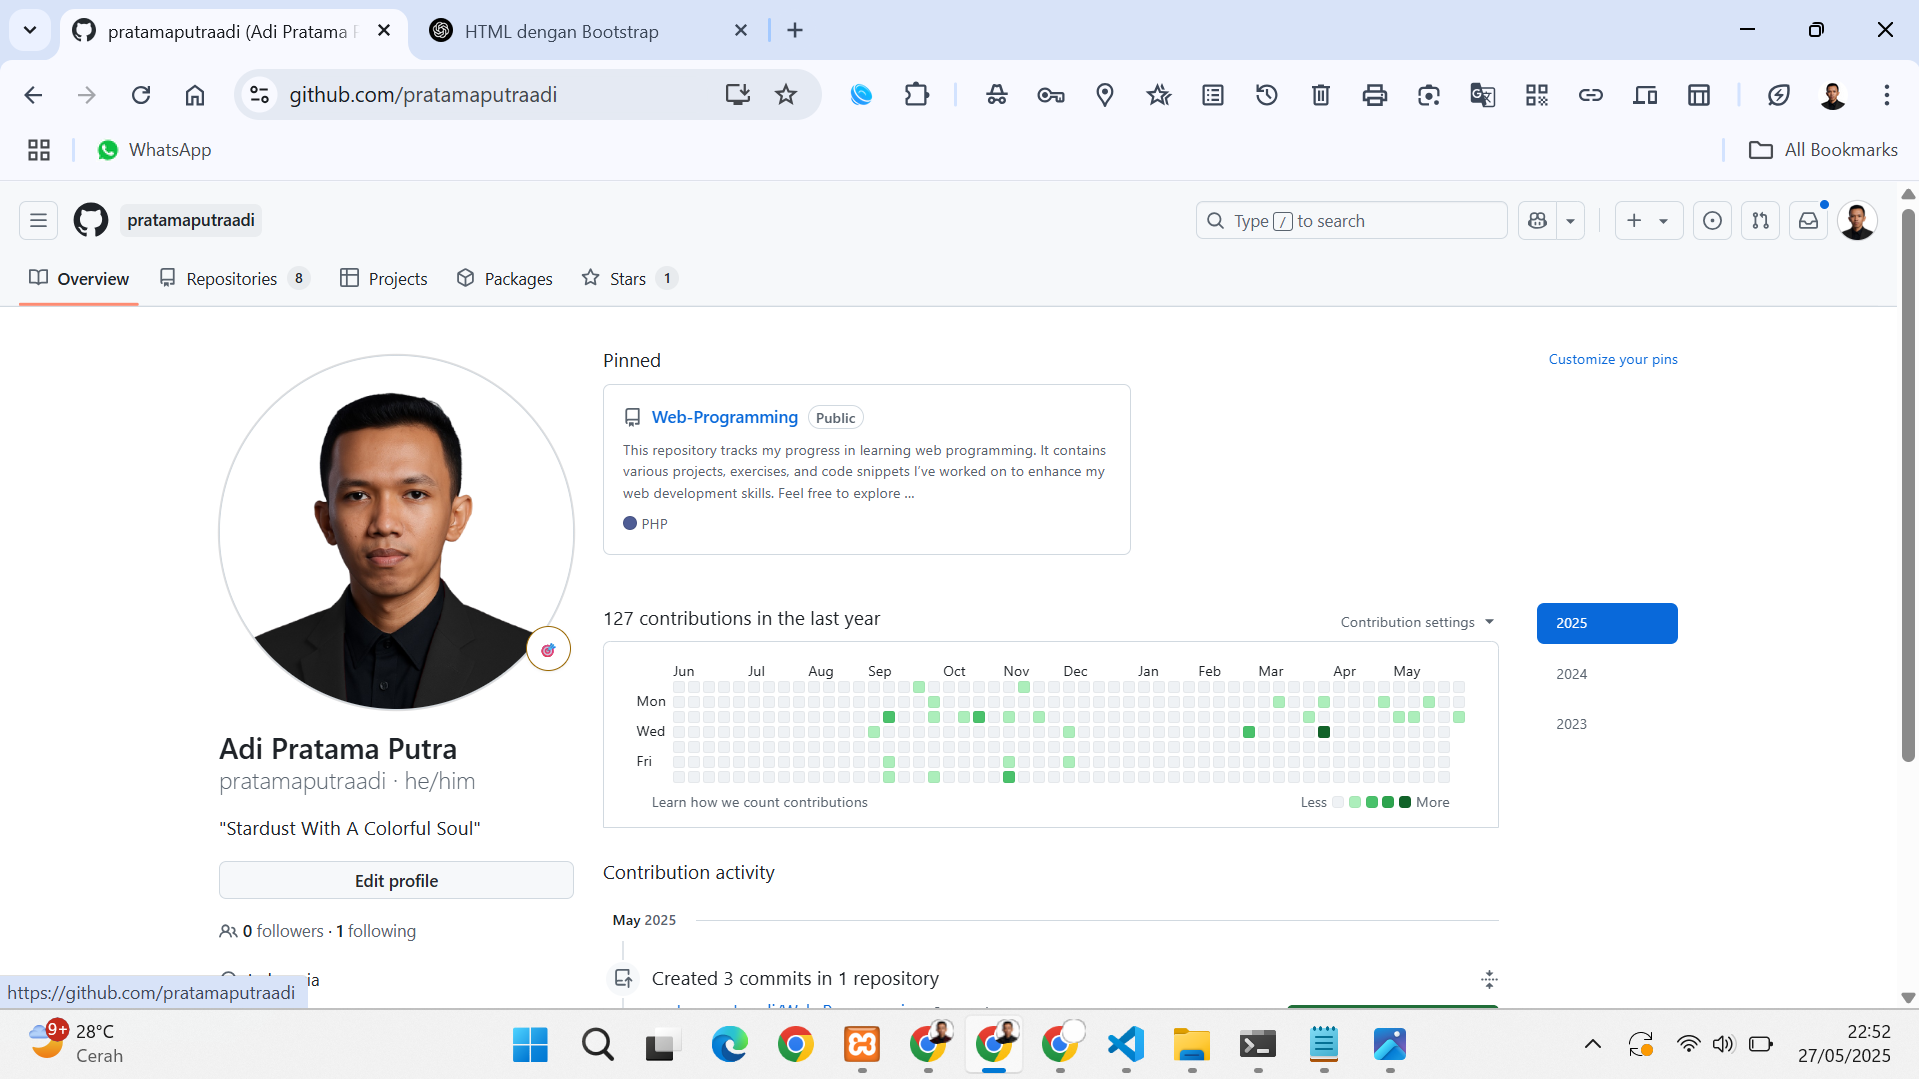 pratamaputraadi (Adi Pratama P
HTML dengan Bootstrap
github.com/pratamaputraadi
WhatsApp
All Bookmarks
pratamaputraadi
Type / to search
Overview
Repositories 8
Projects
Packages
Stars 1
Pinned
Customize your pins
Web-Programming Public
This repository tracks my progress in learning web programming. It contains
various projects, exercises, and code snippets I've worked on to enhance my
web development skills. Feel free to explore ...
PHP
127 contributions in the last year
Contribution settings
2025
2024
2023
Jun Jul Aug Sep Oct Nov Dec Jan Feb Mar Apr May
Mon
Wed
Fri
Learn how we count contributions
Less More
Adi Pratama Putra
pratamaputraadi · he/him
"Stardust With A Colorful Soul"
Edit profile
0 followers · 1 following
Contribution activity
May 2025
Created 3 commits in 1 repository
https://github.com/pratamaputraadi
9+
28°C
Cerah
22:52
27/05/2025